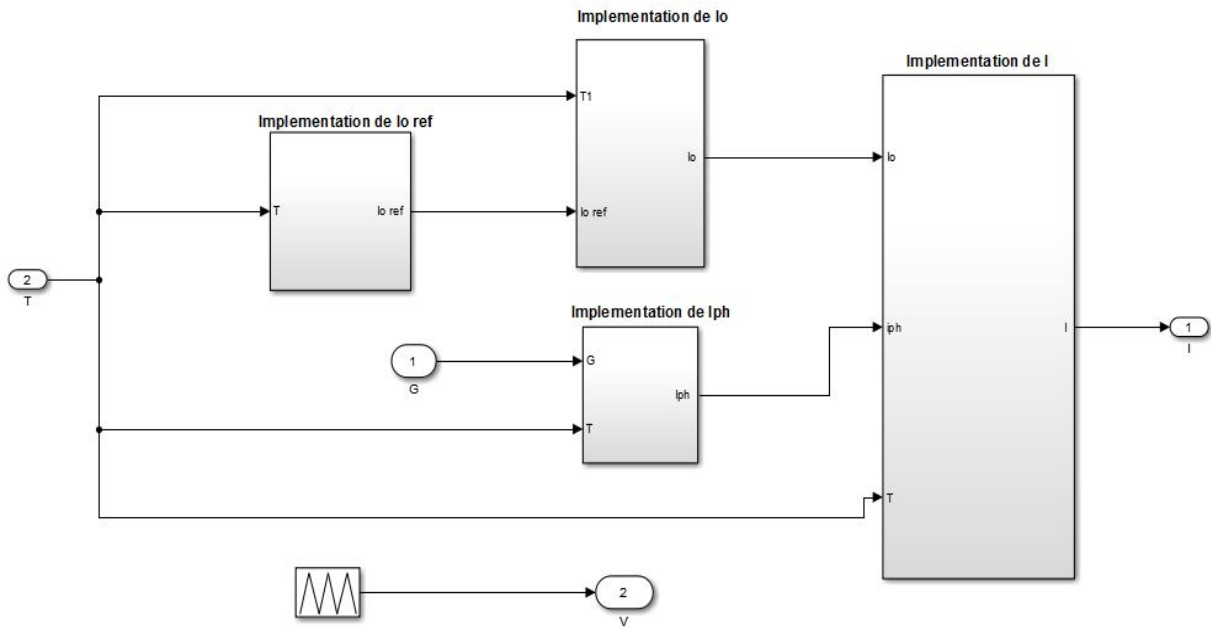 Implementation de Io
Implementation de I
T1
Implementation de Io ref
Io
Io
T
Io ref
Io ref
2
T
Implementation de Iph
iph
I
1
I
G
1
G
Iph
T
T
2
V